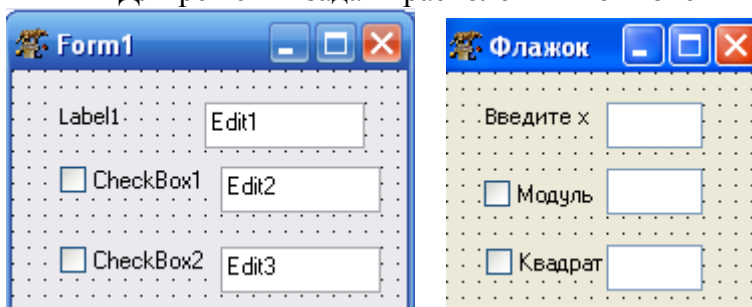 Form1
Label1
Edit1
CheckBox1
Edit2
CheckBox2
Edit3
Флажок
Введите x
Модуль
Квадрат